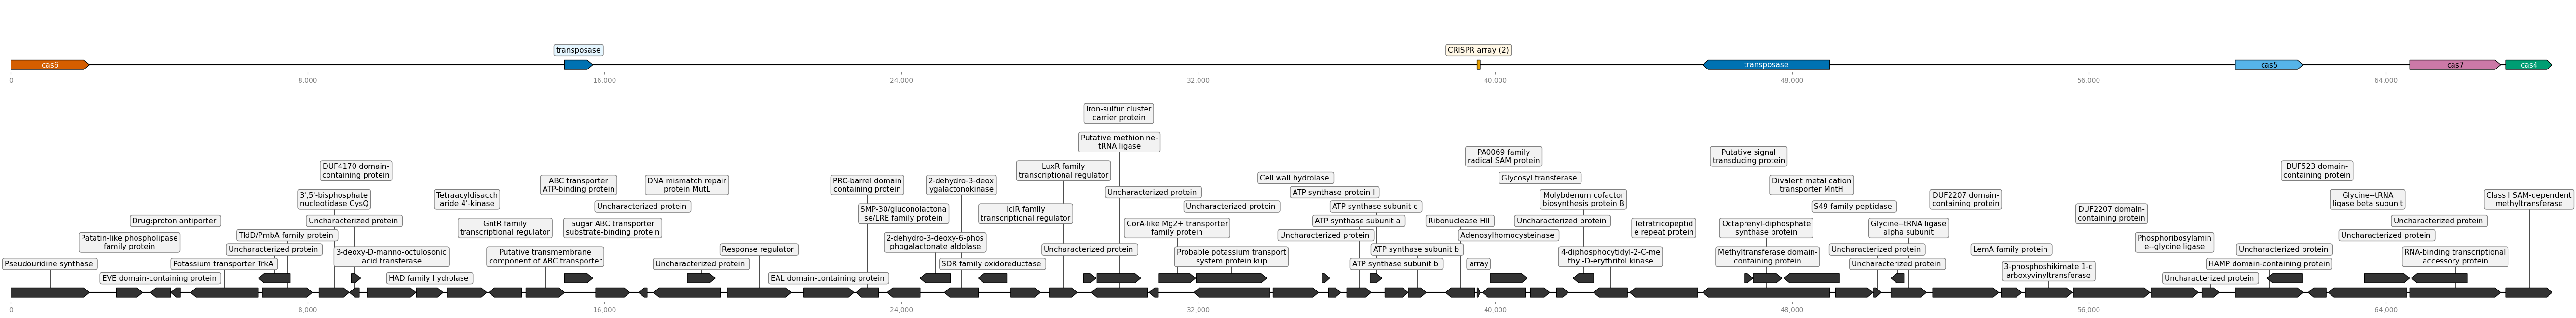 transposase
CRISPR array (2)
cas6
transposase
cas5
cas7
cas4
0
8,000
16,000
24,000
32,000
40,000
48,000
56,000
64,000
Iron-sulfur cluster
carrier protein
Putative methionine-
tRNA ligase
PA0069 family
radical SAM protein
Putative signal
transducing protein
DUF4170 domain-
containing protein
LuxR family
transcriptional regulator
DUF523 domain-
containing protein
ABC transporter
ATP-binding protein
DNA mismatch repair
protein MutL
PRC-barrel domain
containing protein
2-dehydro-3-deox
ygalactonokinase
Cell wall hydrolase
Glycosyl transferase
Divalent metal cation
transporter MntH
3',5'-bisphosphate
nucleotidase CysQ
Tetraacyldisacch
aride 4'-kinase
Uncharacterized protein
ATP synthase protein I
Molybdenum cofactor
biosynthesis protein B
DUF2207 domain-
containing protein
Glycine--tRNA
ligase beta subunit
Class I SAM-dependent
methyltransferase
Uncharacterized protein
SMP-30/gluconolactona
se/LRE family protein
IclR family
transcriptional regulator
Uncharacterized protein
ATP synthase subunit c
S49 family peptidase
DUF2207 domain-
containing protein
Drug:proton antiporter
Uncharacterized protein
GntR family
transcriptional regulator
Sugar ABC transporter
substrate-binding protein
CorA-like Mg2+ transporter
family protein
ATP synthase subunit a
Ribonuclease HII
Uncharacterized protein
Tetratricopeptid
e repeat protein
Octaprenyl-diphosphate
synthase protein
Glycine--tRNA ligase
alpha subunit
Uncharacterized protein
Patatin-like phospholipase
family protein
TldD/PmbA family protein
2-dehydro-3-deoxy-6-phos
phogalactonate aldolase
Uncharacterized protein
Adenosylhomocysteinase
Phosphoribosylamin
e--glycine ligase
Uncharacterized protein
Uncharacterized protein
3-deoxy-D-manno-octulosonic
acid transferase
Putative transmembrane
component of ABC transporter
Response regulator
Uncharacterized protein
Probable potassium transport
system protein kup
ATP synthase subunit b
4-diphosphocytidyl-2-C-me
thyl-D-erythritol kinase
Methyltransferase domain-
containing protein
Uncharacterized protein
LemA family protein
Uncharacterized protein
RNA-binding transcriptional
accessory protein
Pseudouridine synthase
Potassium transporter TrkA
Uncharacterized protein
SDR family oxidoreductase
ATP synthase subunit b
array
Uncharacterized protein
3-phosphoshikimate 1-c
arboxyvinyltransferase
HAMP domain-containing protein
EVE domain-containing protein
HAD family hydrolase
EAL domain-containing protein
Uncharacterized protein
0
8,000
16,000
24,000
32,000
40,000
48,000
56,000
64,000